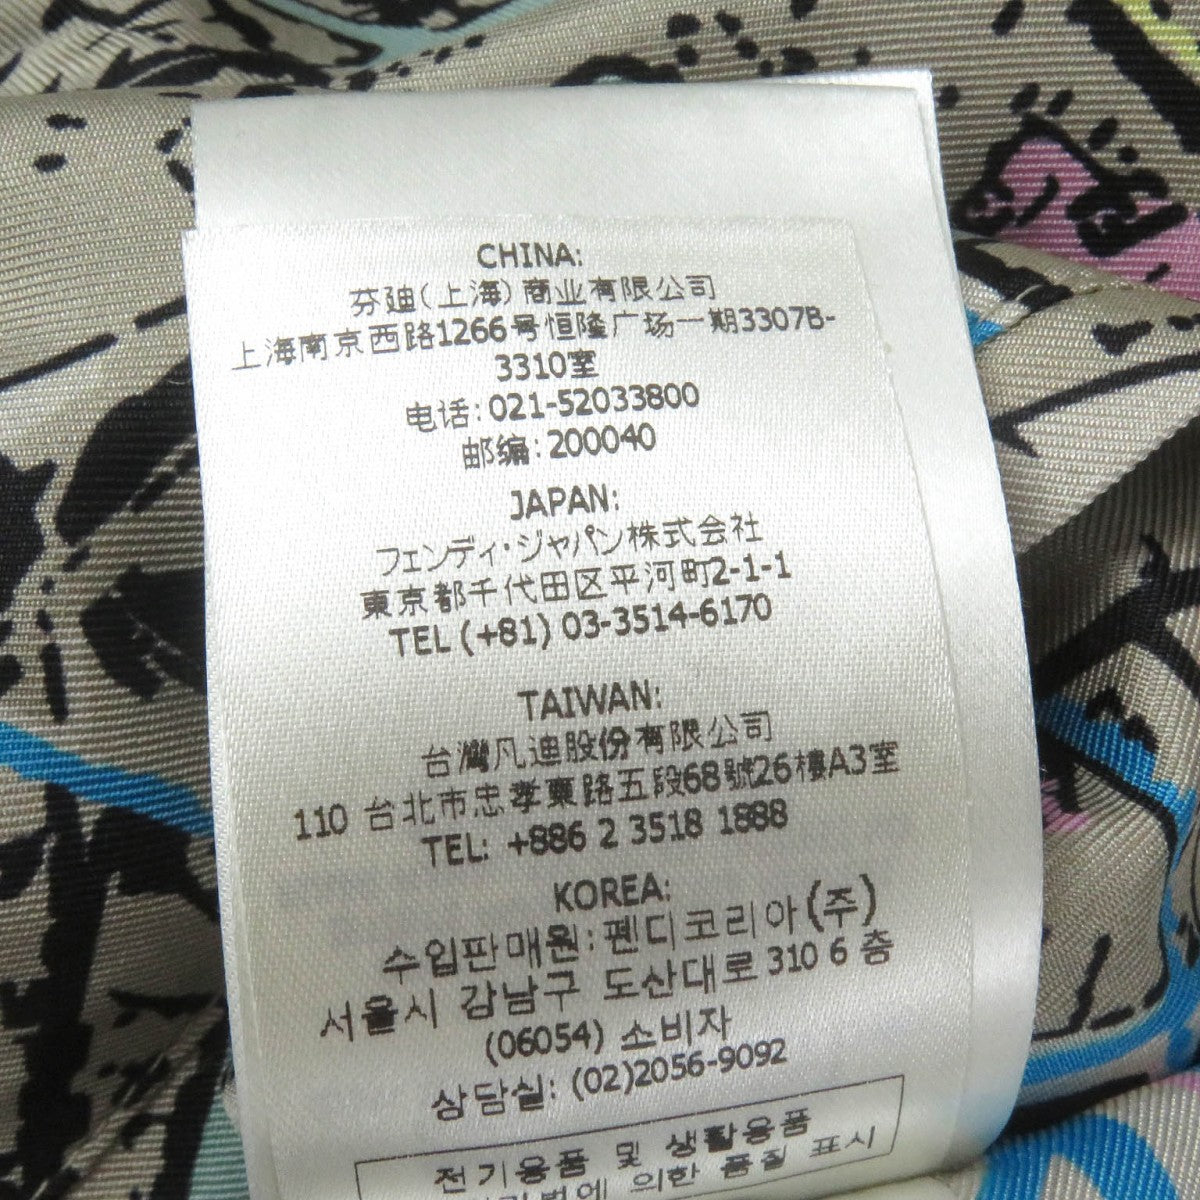 CHINA:
芬迪(上海)商业有限公司
上海南京西路1266号恒隆广场一期3307B-
3310室
电话:021-52033800
邮编:200040
JAPAN:
フェンディ・ジャパン株式会社
東京都千代田区平河町2-1-1
TEL (+81) 03-3514-6170
TAIWAN:
台灣凡迪股份有限公司
110 台北市忠孝東路五段68號26樓A3室
TEL: +886 2 3518 1888
KOREA:
수입판매원:펜디코리아(주)
서울시 강남구 도산대로 310 6 층
(06054) 소비자
상담실: (02)2056-9092
전기용품 및 생활용품
에 의한 품질 표시